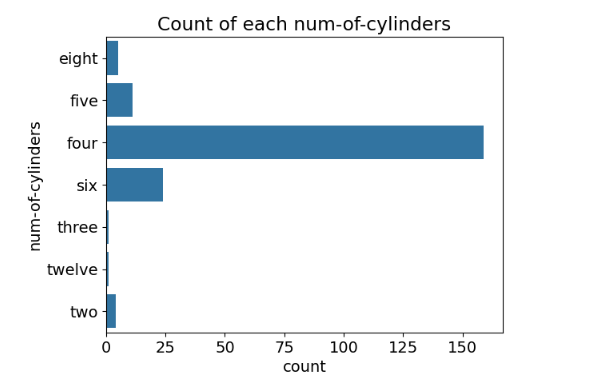 Count of each num-of-cylinders
eight
five
four
six
three
twelve
two
num-of-cylinders
0 25 50 75 100 125 150
count